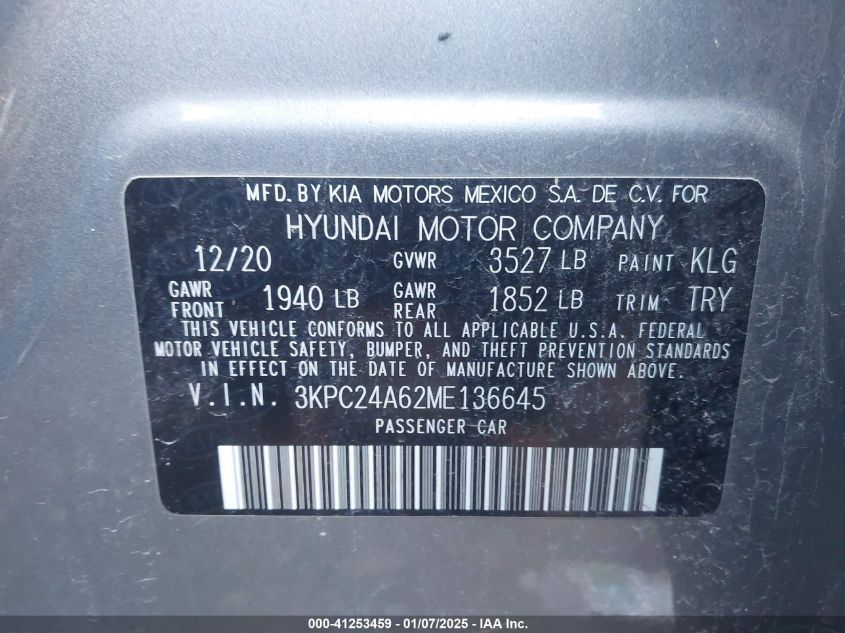 MFD. BY KIA MOTORS MEXICO S.A. DE C.V. FOR
HYUNDAI MOTOR COMPANY
12/20 GVWR 3527 LB PAINT KLG
GAWR FRONT 1940 LB GAWR REAR 1852 LB TRIM TRY
THIS VEHICLE CONFORMS TO ALL APPLICABLE U.S.A. FEDERAL
MOTOR VEHICLE SAFETY, BUMPER, AND THEFT PREVENTION STANDARDS
IN EFFECT ON THE DATE OF MANUFACTURE SHOWN ABOVE.
V.I.N. 3KPC24A62ME136645
PASSENGER CAR
000-41253459 - 01/07/2025 - IAA Inc.